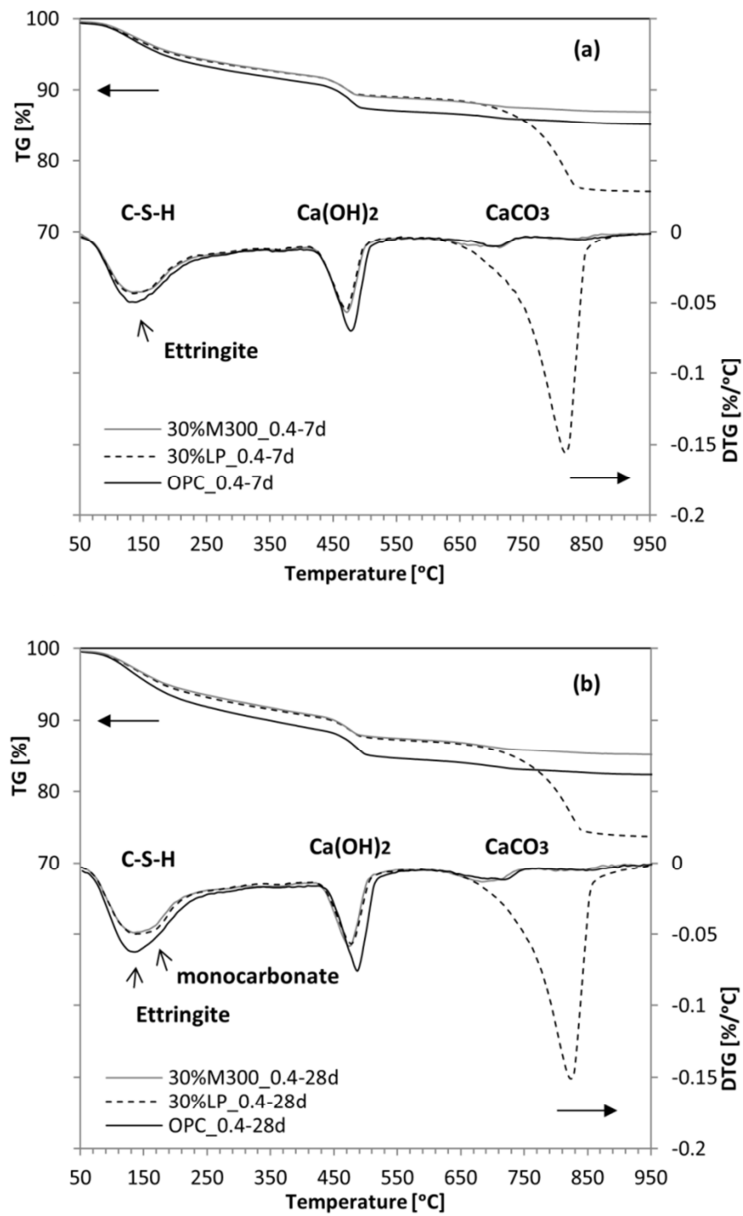 (a)
TG [%]
100
90
80
70
C-S-H
Ca(OH)2
CaCO3
Ettringite
0
-0.05
-0.1
-0.15
-0.2
DTG [%/°C]
30%M300_0.4-7d
30%LP_0.4-7d
OPC_0.4-7d
50 150 250 350 450 550 650 750 850 950
Temperature [°C]
(b)
TG [%]
100
90
80
70
C-S-H
Ca(OH)2
CaCO3
monocarbonate
Ettringite
0
-0.05
-0.1
-0.15
-0.2
DTG [%/°C]
30%M300_0.4-28d
30%LP_0.4-28d
OPC_0.4-28d
50 150 250 350 450 550 650 750 850 950
Temperature [°C]